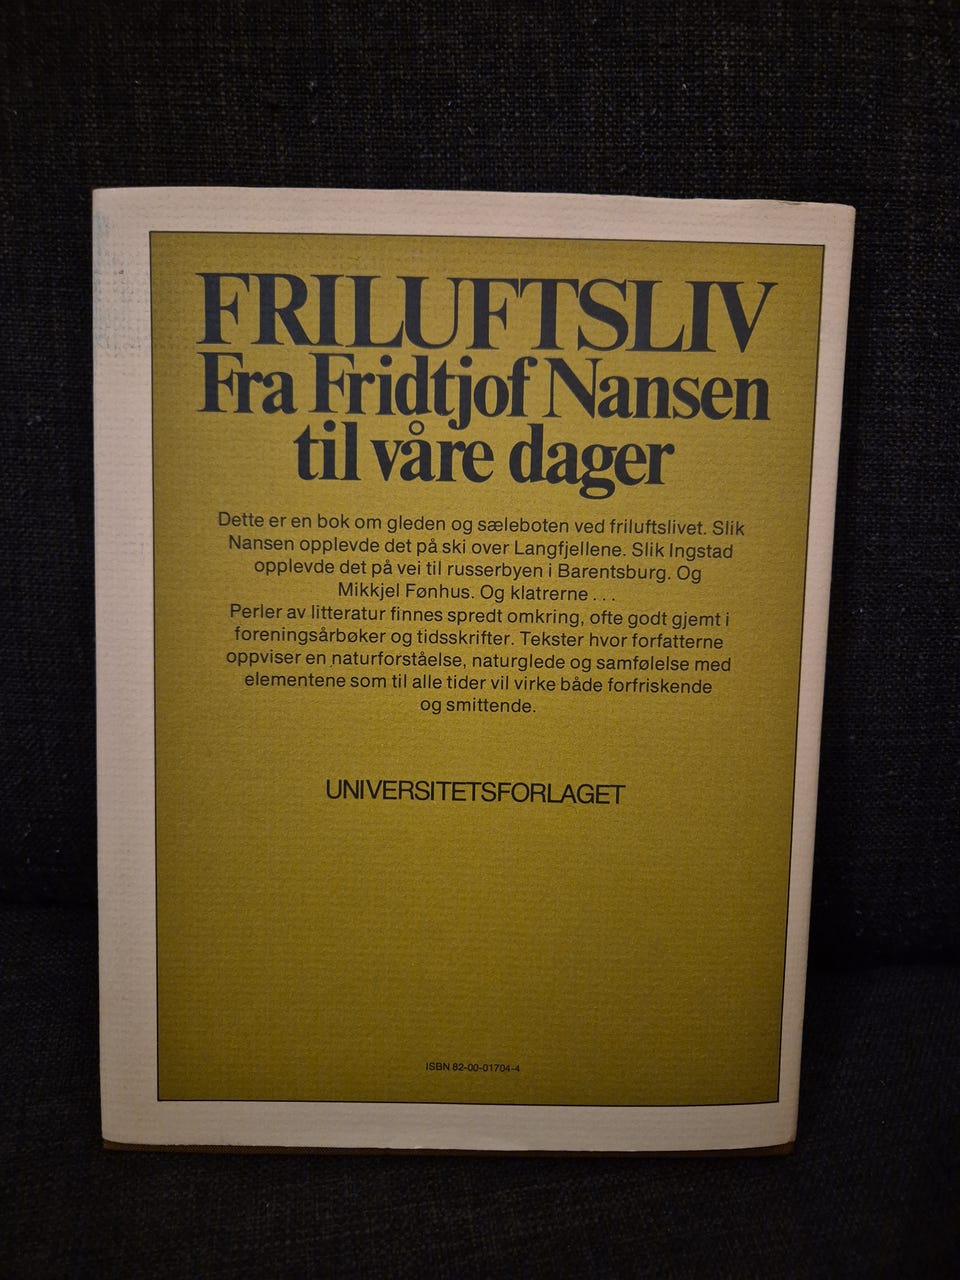 FRILUFTSLIV
Fra Fridtjof Nansen
til våre dager
Dette er en bok om gleden og sæleboten ved friluftslivet. Slik
Nansen opplevde det på ski over Langfjellene. Slik Ingstad
opplevde det på vei til russerbyen i Barentsburg. Og
Mikkjel Fønhus. Og klatrerne ...
Perler av litteratur finnes spredt omkring, ofte godt gjemt i
foreningsårbøker og tidsskrifter. Tekster hvor forfatterne
oppviser en naturforståelse, naturglede og samfølelse med
elementene som til alle tider vil virke både forfriskende
og smittende.
UNIVERSITETSFORLAGET
ISBN 82-00-01704-4